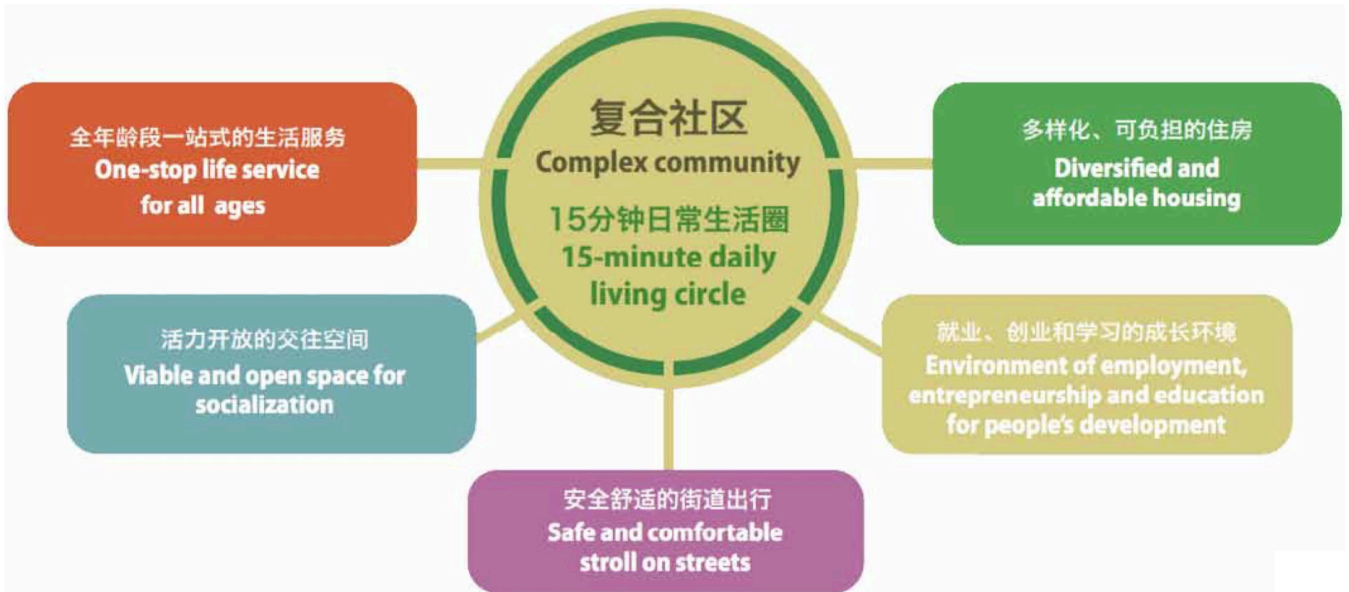 复合社区
Complex community
15分钟日常生活圈
15-minute daily
living circle
全年龄段一站式的生活服务
One-stop life service
for all ages
多样化、可负担的住房
Diversified and
affordable housing
活力开放的交往空间
Viable and open space for
socialization
就业、创业和学习的成长环境
Environment of employment,
entrepreneurship and education
for people's development
安全舒适的街道出行
Safe and comfortable
stroll on streets